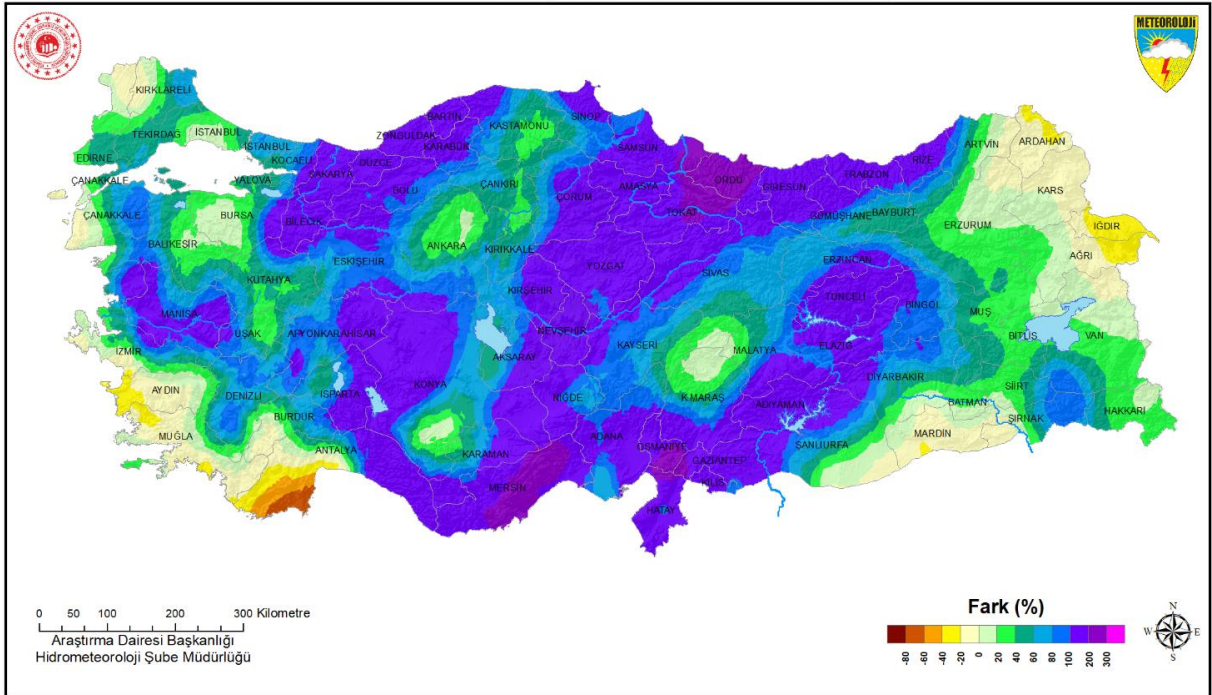 METEOROLOJİ
KIRKLARELİ
TEKİRDAĞ
İSTANBUL
EDİRNE
İSTANBUL
KOCAELİ
ÇANAKKALE
YALOVA
SAKARYA
DÜZCE
ZONGULDAK
BARTIN
KARABÜK
KASTAMONU
SİNOP
SAMSUN
ORDU
GİRESUN
TRABZON
RİZE
ARTVİN
ARDAHAN
KARS
IĞDIR
AĞRI
ERZURUM
BAYBURT
GÜMÜŞHANE
TOKAT
AMASYA
ÇORUM
ÇANKIRI
BOLU
BİLECİK
BURSA
ÇANAKKALE
BALIKESİR
KÜTAHYA
ESKİŞEHİR
ANKARA
KIRIKKALE
YOZGAT
SİVAS
ERZİNCAN
TUNCELİ
BİNGÖL
MUŞ
BİTLİS
VAN
HAKKARİ
ŞIRNAK
SİİRT
BATMAN
MARDİN
DİYARBAKIR
ELAZIĞ
MALATYA
ADIYAMAN
ŞANLIURFA
K.MARAŞ
KAYSERİ
KIRŞEHİR
NEVŞEHİR
AKSARAY
NİĞDE
ADANA
OSMANİYE
GAZİANTEP
KİLİS
HATAY
MERSİN
KARAMAN
KONYA
ISPARTA
AFYONKARAHİSAR
UŞAK
MANİSA
İZMİR
AYDIN
DENİZLİ
BURDUR
MUĞLA
ANTALYA
0 50 100 200 300 Kilometre
Araştırma Dairesi Başkanlığı
Hidrometeoroloji Şube Müdürlüğü
Fark (%)
-80 -60 -40 -20 0 20 40 60 80 100 200 300
N
W E
S